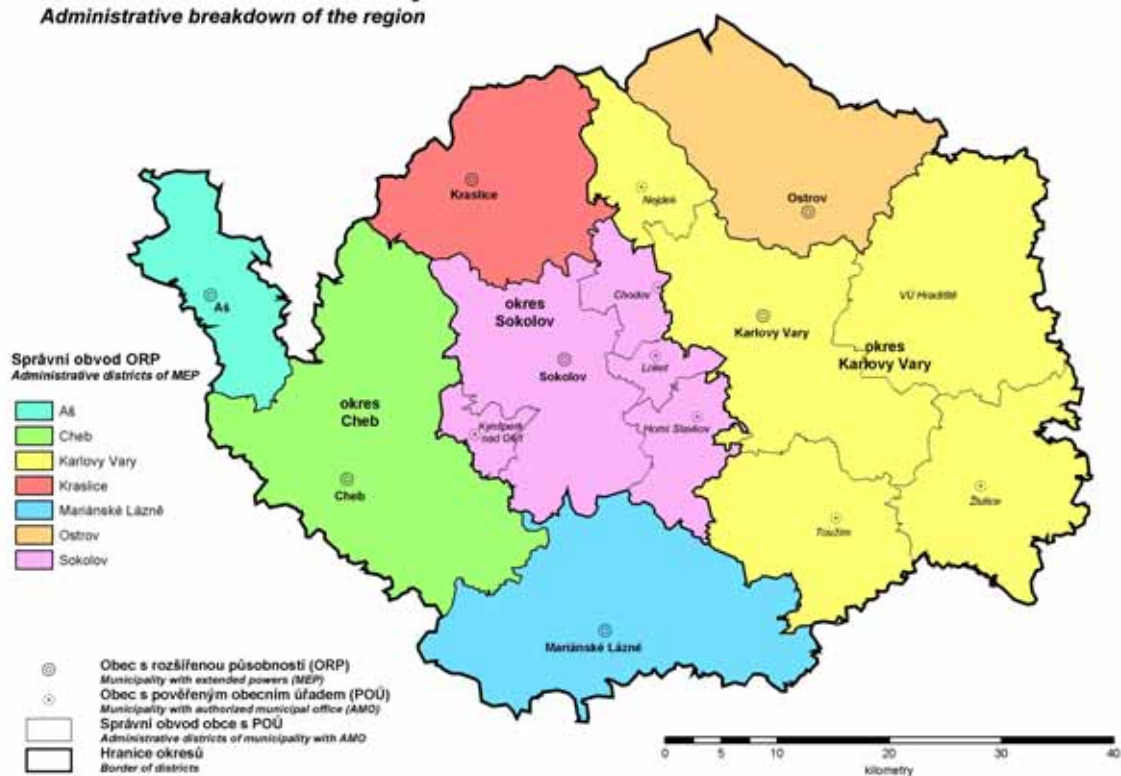 Administrative breakdown of the region
Kraslice
Nejdek
Ostrov
Aš
okres
Sokolov
Chodov
VÚ Hradiště
Karlovy Vary
okres
Karlovy Vary
Loket
Sokolov
Správní obvod ORP
Administrative districts of MEP
Aš
Cheb
Karlovy Vary
Kraslice
Mariánské Lázně
Ostrov
Sokolov
okres
Cheb
Kynšperk
nad Ohří
Horní Slavkov
Cheb
Toužim
Žlutice
Mariánské Lázně
Obec s rozšířenou působností (ORP)
Municipality with extended powers (MEP)
Obec s pověřeným obecním úřadem (POÚ)
Municipality with authorized municipal office (AMO)
Správní obvod obce s POÚ
Administrative districts of municipality with AMO
Hranice okresů
Border of districts
0 5 10 20 30 40
kilometry